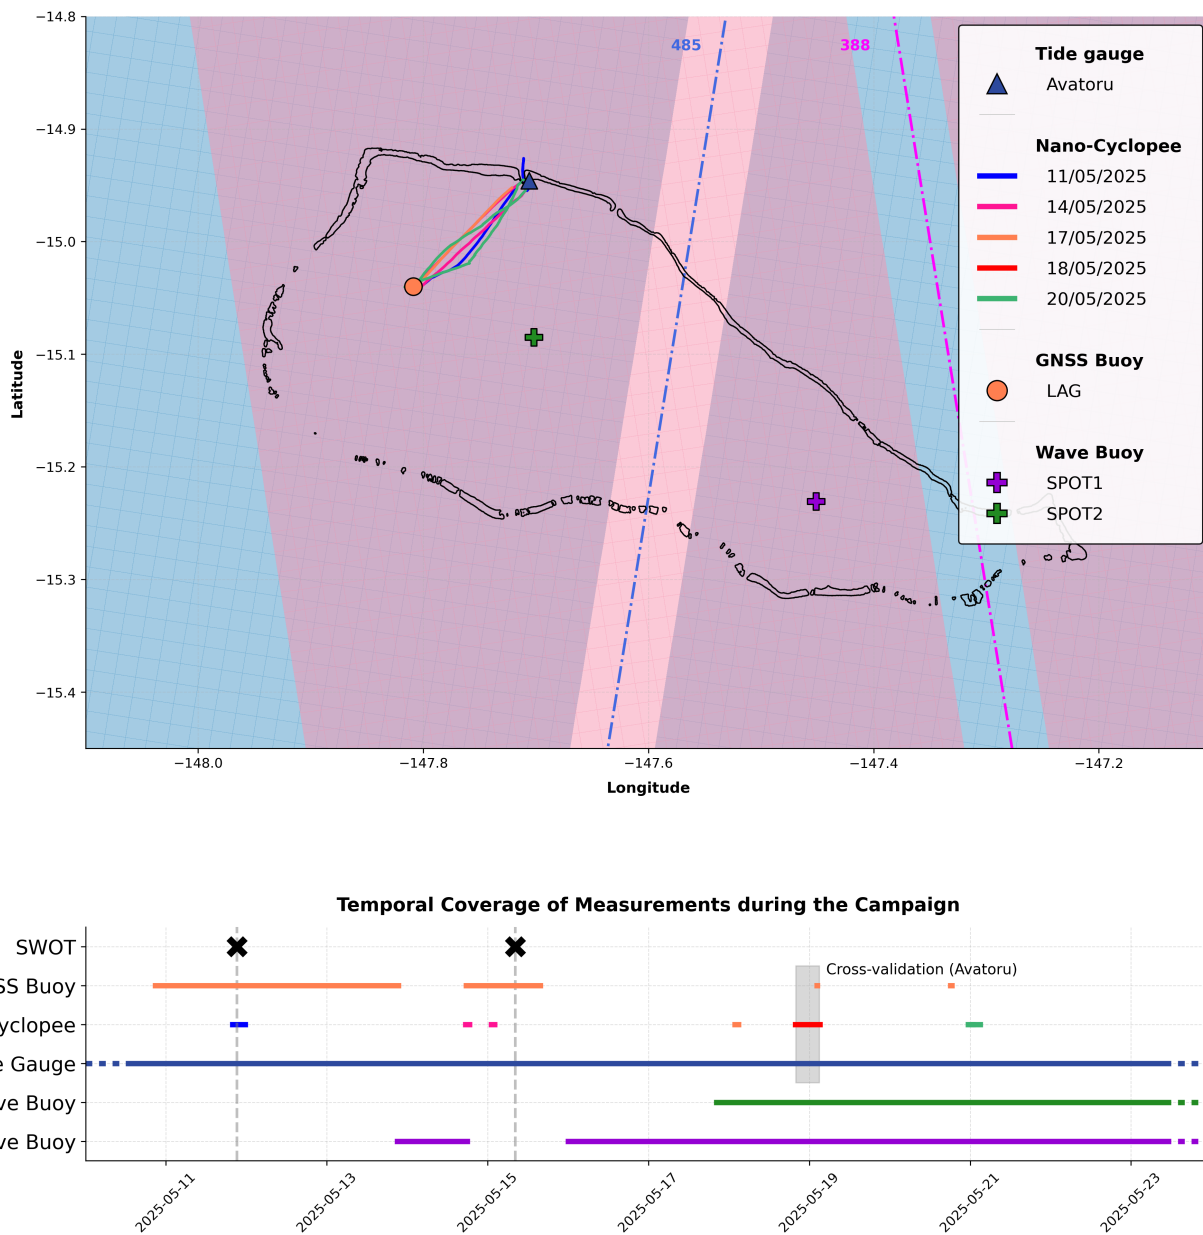 −14.8
−14.9
−15.0
−15.1
−15.2
−15.3
−15.4
Latitude
485
388
Tide gauge
Avatoru
Nano-Cyclopee
11/05/2025
14/05/2025
17/05/2025
18/05/2025
20/05/2025
GNSS Buoy
LAG
Wave Buoy
SPOT1
SPOT2
−148.0
−147.8
−147.6
−147.4
−147.2
Longitude
Temporal Coverage of Measurements during the Campaign
SWOT
SS Buoy
Cross-validation (Avatoru)
yclopee
e Gauge
ve Buoy
ve Buoy
2025-05-11
2025-05-13
2025-05-15
2025-05-17
2025-05-19
2025-05-21
2025-05-23